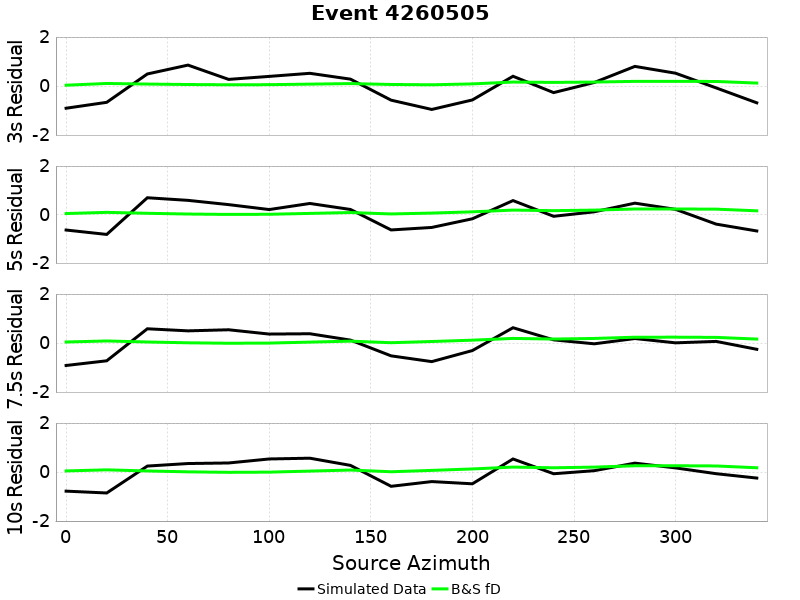 Event 4260505
3s Residual
2
0
-2
5s Residual
2
0
-2
7.5s Residual
2
0
-2
10s Residual
2
0
-2
0 50 100 150 200 250 300
Source Azimuth
Simulated Data B&S fD